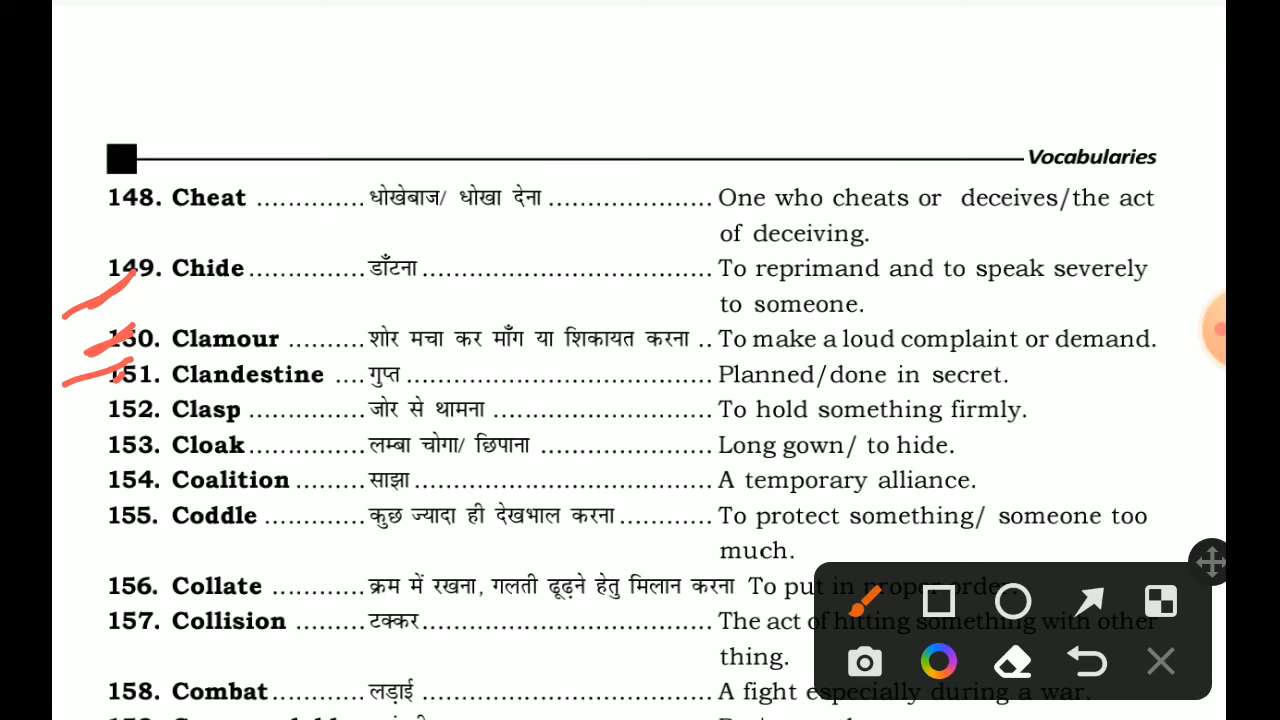 Vocabularies
148. Cheat .............. धोखेबाज/ धोखा देना ..................... One who cheats or deceives/the act
of deceiving.
149. Chide............... डाँटना..................................... To reprimand and to speak severely
to someone.
150. Clamour .......... शोर मचा कर माँग या शिकायत करना .. To make a loud complaint or demand.
151. Clandestine .... गुप्त....................................... Planned/done in secret.
152. Clasp ............... जोर से थामना ............................ To hold something firmly.
153. Cloak............... लम्बा चोगा/ छिपाना ...................... Long gown/ to hide.
154. Coalition ......... साझा...................................... A temporary alliance.
155. Coddle ............. कुछ ज्यादा ही देखभाल करना............ To protect something/ someone too
much.
156. Collate ............ क्रम में रखना, गलती ढूढ़ने हेतु मिलान करना To put in proper order.
157. Collision .......... टक्कर..................................... The act of hitting something with other
thing.
158. Combat............ लड़ाई ..................................... A fight especially during a war.